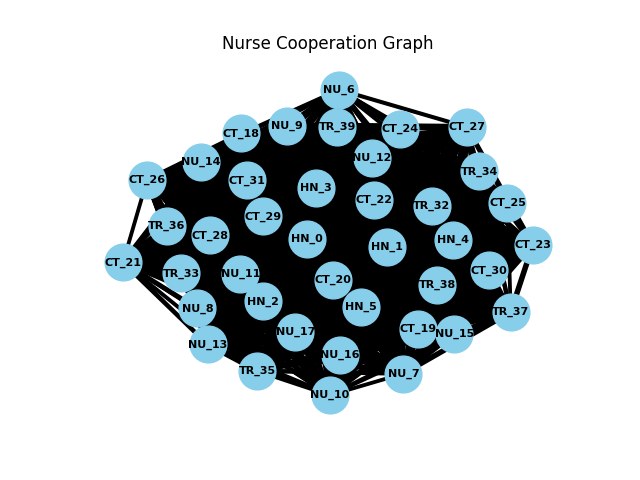 Nurse Cooperation Graph
NU_6
NU_9
TR_39
CT_24
CT_27
CT_18
NU_14
NU_12
TR_34
CT_26
CT_31
HN_3
CT_22
TR_32
CT_25
TR_36
CT_28
CT_29
HN_0
HN_1
HN_4
CT_23
CT_21
TR_33
NU_11
CT_20
TR_38
CT_30
NU_8
HN_2
HN_5
TR_37
NU_13
NU_17
CT_19
NU_15
TR_35
NU_16
NU_7
NU_10